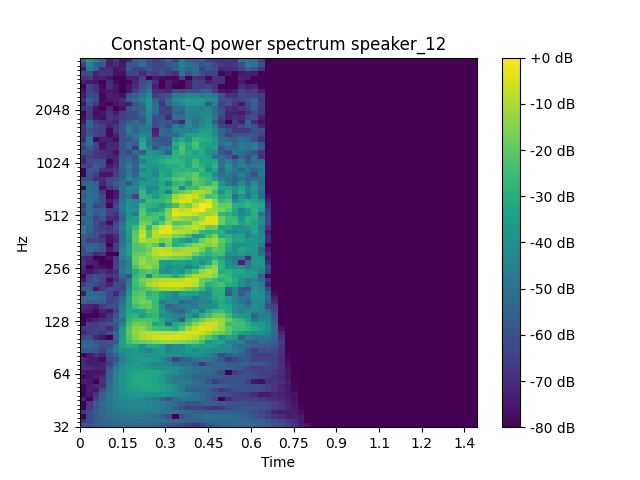 Constant-Q power spectrum speaker_12
Hz
2048
1024
512
256
128
64
32
0 0.15 0.3 0.45 0.6 0.75 0.9 1.1 1.2 1.4
Time
+0 dB
-10 dB
-20 dB
-30 dB
-40 dB
-50 dB
-60 dB
-70 dB
-80 dB